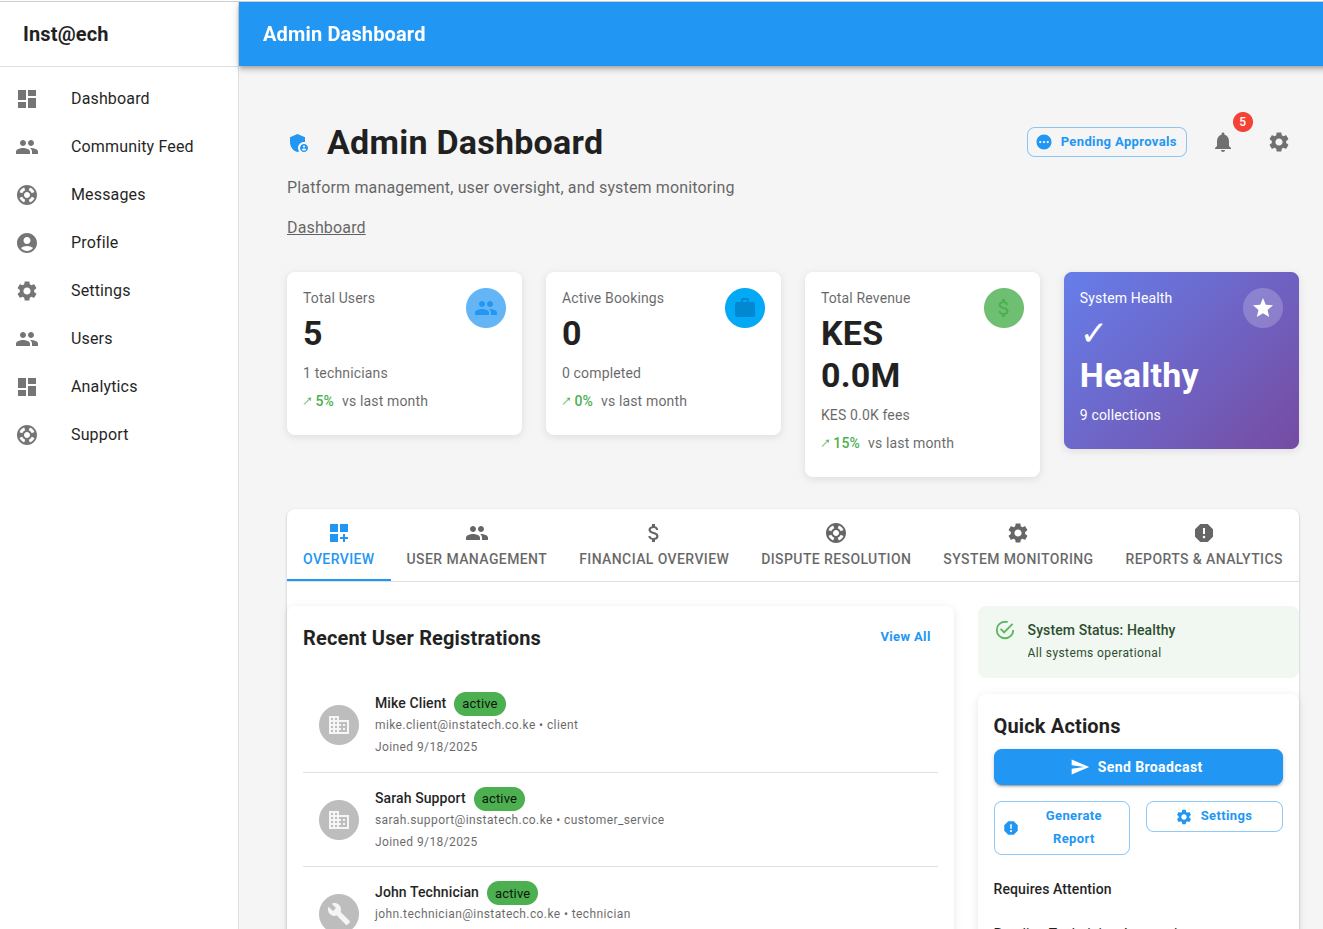 Inst@ech
Admin Dashboard
Dashboard
Community Feed
Messages
Profile
Settings
Users
Analytics
Support
Admin Dashboard
Pending Approvals
5
Platform management, user oversight, and system monitoring
Dashboard
Total Users
5
1 technicians
↗ 5% vs last month
Active Bookings
0
0 completed
↗ 0% vs last month
Total Revenue
KES
0.0M
KES 0.0K fees
↗ 15% vs last month
System Health
✓
Healthy
9 collections
OVERVIEW
USER MANAGEMENT
FINANCIAL OVERVIEW
DISPUTE RESOLUTION
SYSTEM MONITORING
REPORTS & ANALYTICS
Recent User Registrations
View All
Mike Client active
mike.client@instatech.co.ke • client
Joined 9/18/2025
Sarah Support active
sarah.support@instatech.co.ke • customer_service
Joined 9/18/2025
John Technician active
john.technician@instatech.co.ke • technician
System Status: Healthy
All systems operational
Quick Actions
Send Broadcast
Generate
Report
Settings
Requires Attention